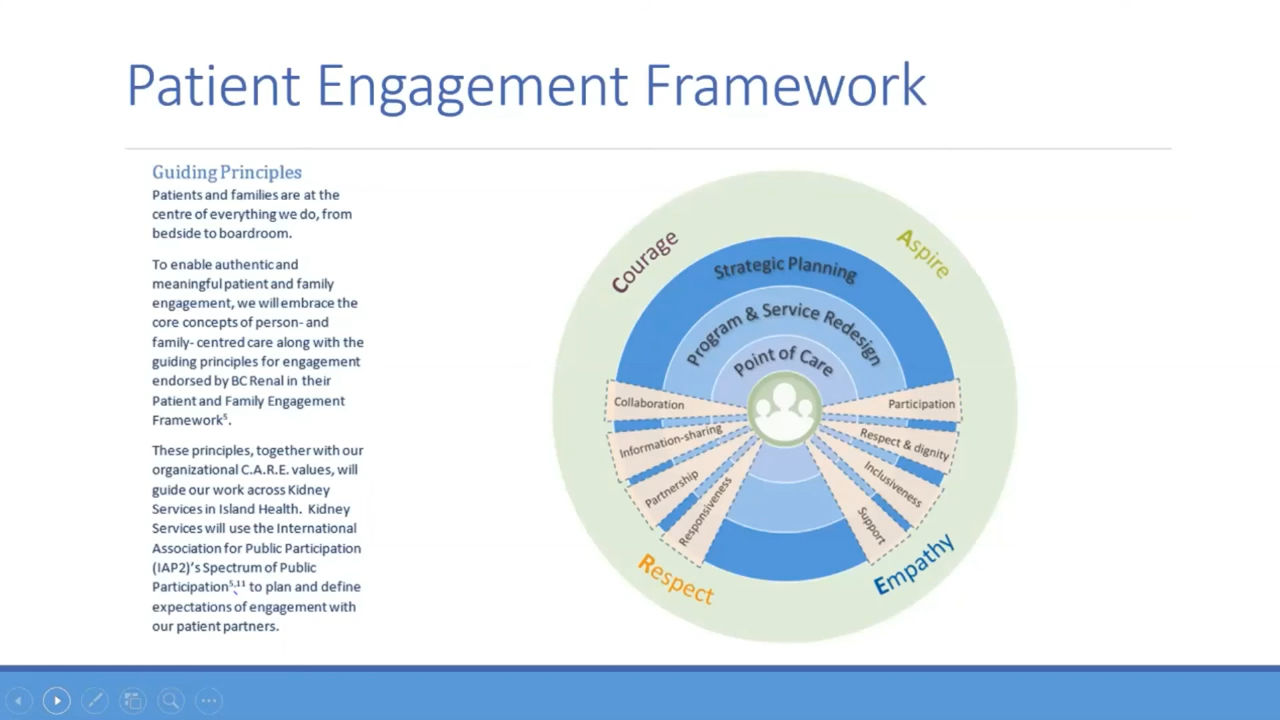 Patient Engagement Framework
Guiding Principles
Patients and families are at the
centre of everything we do, from
bedside to boardroom.
To enable authentic and
meaningful patient and family
engagement, we will embrace the
core concepts of person- and
family- centred care along with the
guiding principles for engagement
endorsed by BC Renal in their
Patient and Family Engagement
Framework⁵.
These principles, together with our
organizational C.A.R.E. values, will
guide our work across Kidney
Services in Island Health. Kidney
Services will use the International
Association for Public Participation
(IAP2)'s Spectrum of Public
Participation⁵,¹¹ to plan and define
expectations of engagement with
our patient partners.
Courage
Aspire
Strategic Planning
Program & Service Redesign
Point of Care
Collaboration
Participation
Information-sharing
Respect & dignity
Partnership
Inclusiveness
Responsiveness
Support
Respect
Empathy